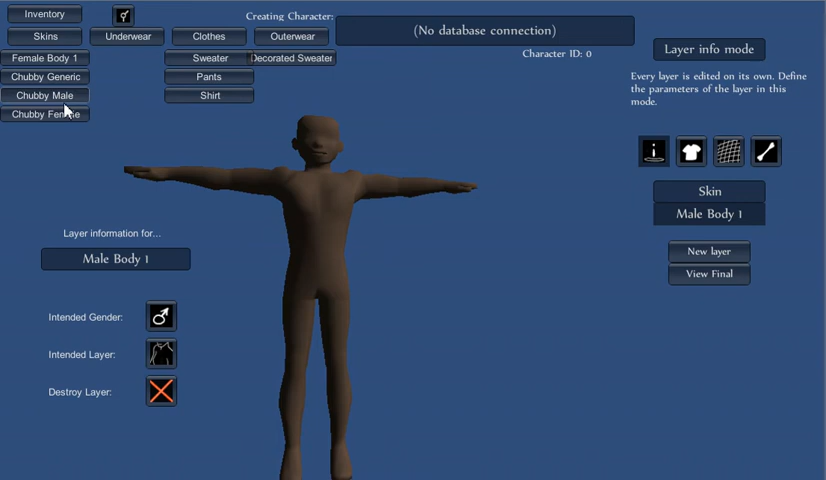 Inventory
Creating Character:
(No database connection)
Skins
Underwear
Clothes
Outerwear
Character ID: 0
Layer info mode
Female Body 1
Sweater
Decorated Sweater
Chubby Generic
Pants
Every layer is edited on its own. Define
the parameters of the layer in this
mode.
Chubby Male
Shirt
Chubby
Skin
Male Body 1
Layer information for...
Male Body 1
New layer
View Final
Intended Gender:
Intended Layer:
Destroy Layer: